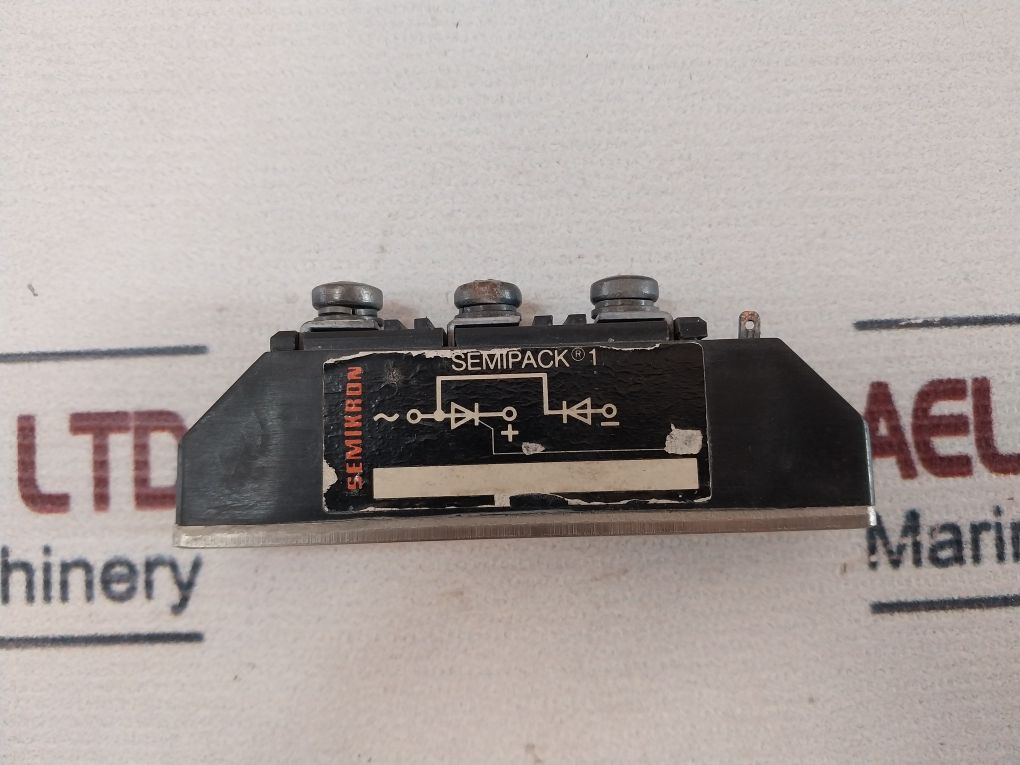 SEMIPACK® 1
SEMIKRON
~
+
−
LTD
hinery
AEL
Marin